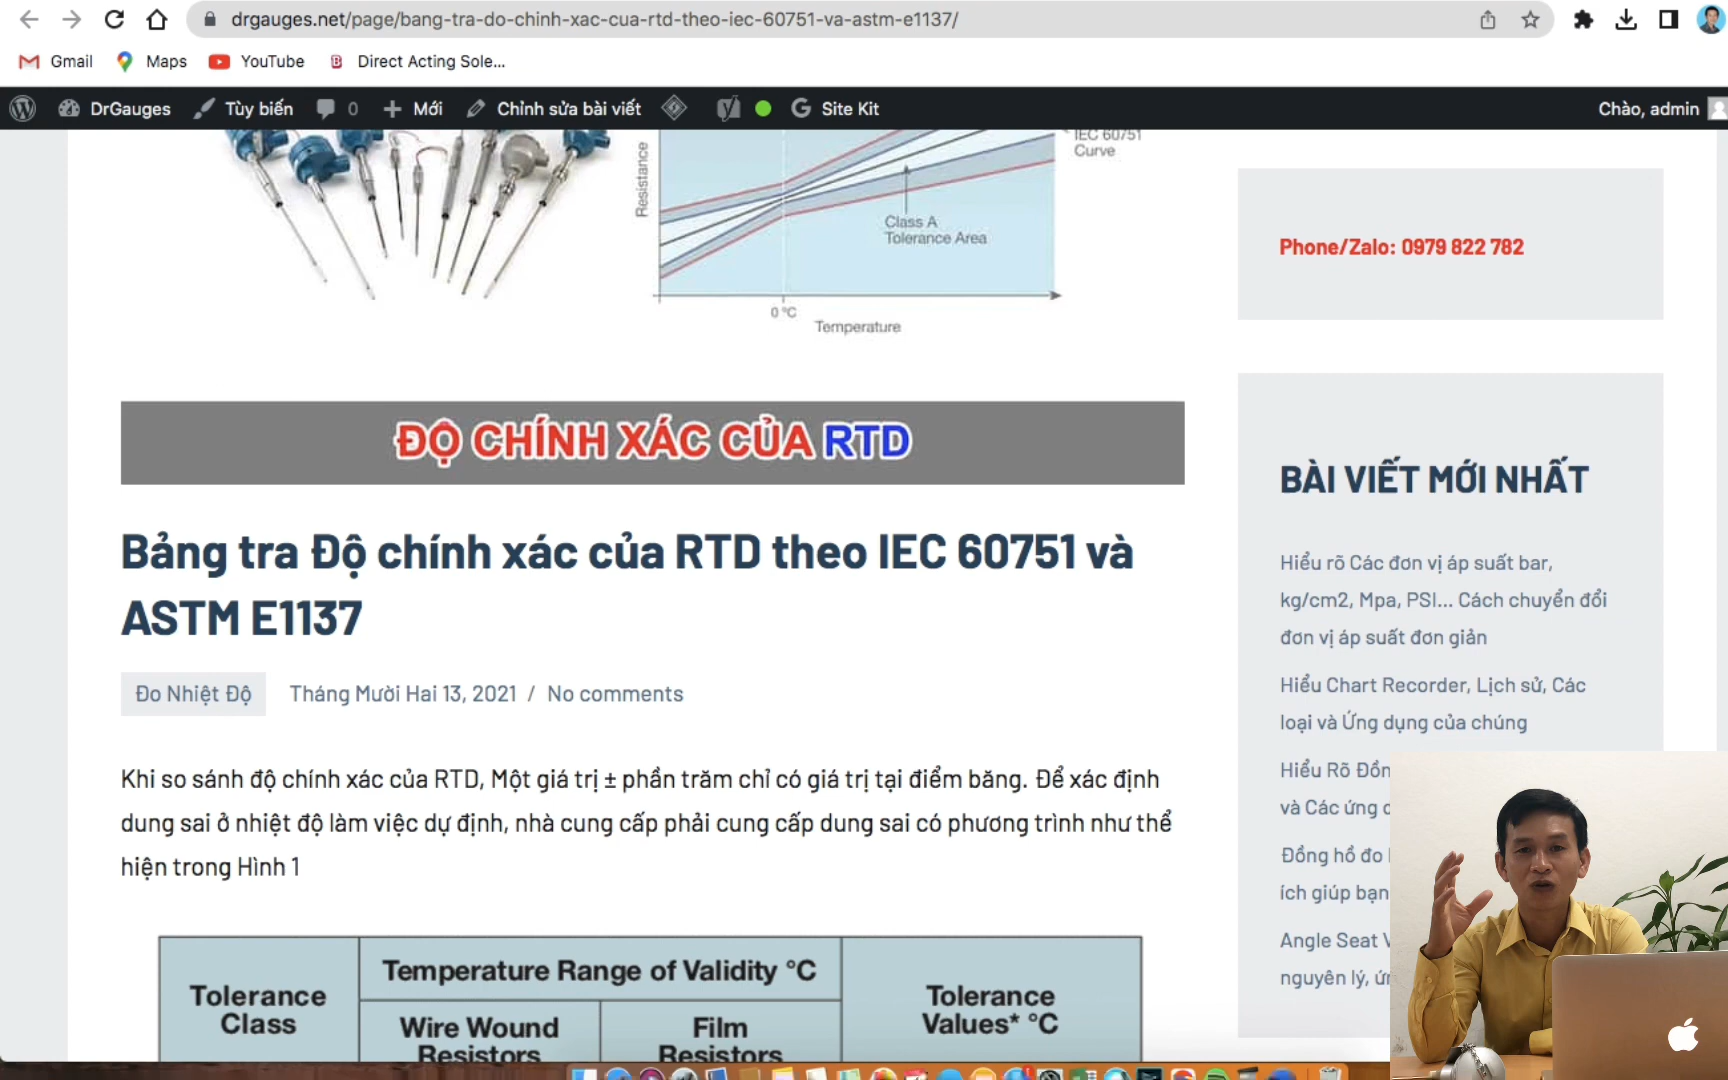 drgauges.net/page/bang-tra-do-chinh-xac-cua-rtd-theo-iec-60751-va-astm-e1137/
Gmail
Maps
YouTube
Direct Acting Sole...
DrGauges
Tùy biến
0
Mới
Chỉnh sửa bài viết
Site Kit
Chào, admin
Resistance
IEC 60751
Curve
Class A
Tolerance Area
0 °C
Temperature
ĐỘ CHÍNH XÁC CỦA RTD
Bảng tra Độ chính xác của RTD theo IEC 60751 và
ASTM E1137
Đo Nhiệt Độ
Tháng Mười Hai 13, 2021 / No comments
Khi so sánh độ chính xác của RTD, Một giá trị ± phần trăm chỉ có giá trị tại điểm băng. Để xác định
dung sai ở nhiệt độ làm việc dự định, nhà cung cấp phải cung cấp dung sai có phương trình như thể
hiện trong Hình 1
Tolerance
Class
Temperature Range of Validity °C
Wire Wound
Resistors
Film
Resistors
Tolerance
Values* °C
Phone/Zalo: 0979 822 782
BÀI VIẾT MỚI NHẤT
Hiểu rõ Các đơn vị áp suất bar,
kg/cm2, Mpa, PSI... Cách chuyển đổi
đơn vị áp suất đơn giản
Hiểu Chart Recorder, Lịch sử, Các
loại và Ứng dụng của chúng
Hiểu Rõ Đồn
và Các ứng
Đồng hồ đo
ích giúp bạn
Angle Seat
nguyên lý,